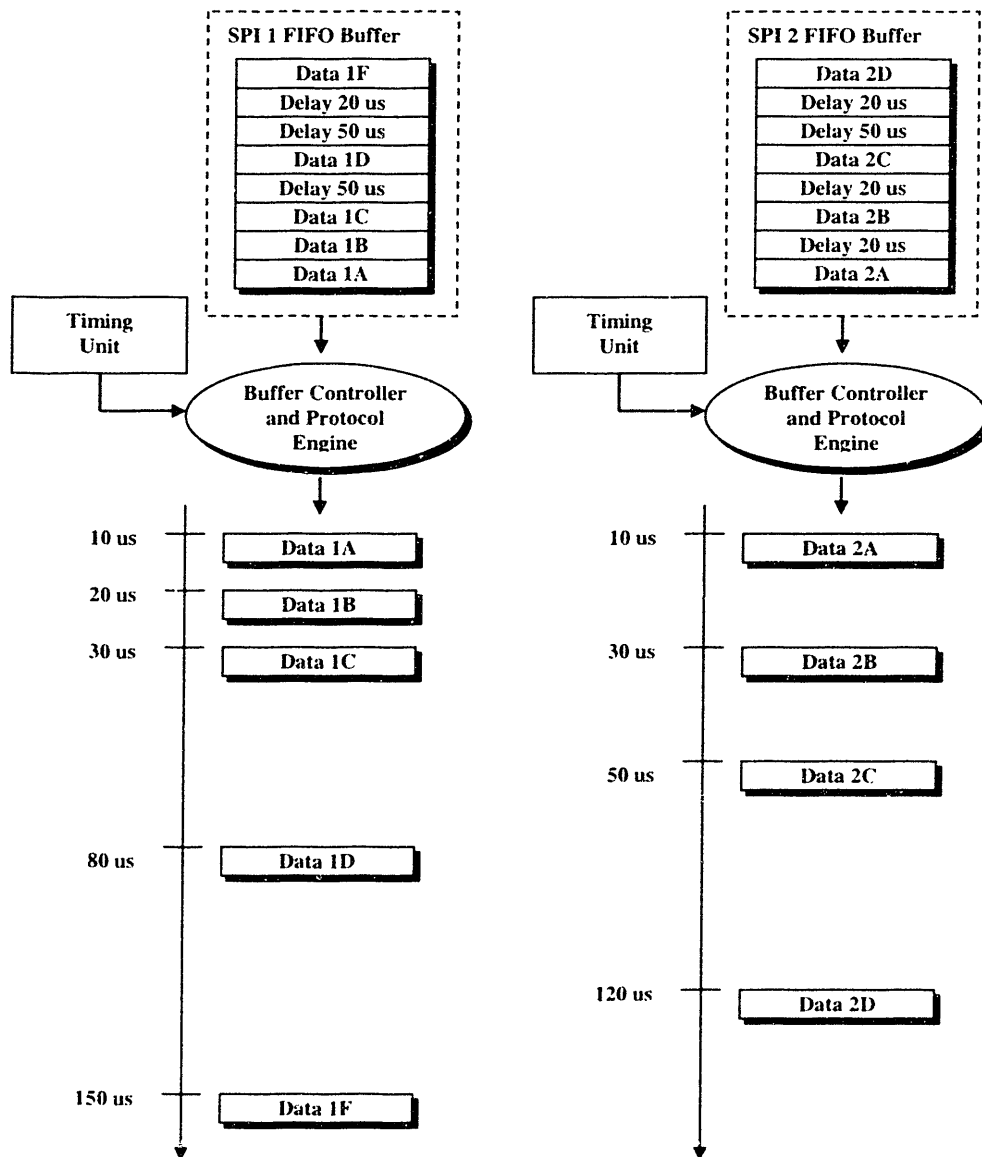 SPI 1 FIFO Buffer
Data 1F
Delay 20 us
Delay 50 us
Data 1D
Delay 50 us
Data 1C
Data 1B
Data 1A
Timing
Unit
Buffer Controller
and Protocol
Engine
10 us
Data 1A
20 us
Data 1B
30 us
Data 1C
80 us
Data 1D
150 us
Data 1F
SPI 2 FIFO Buffer
Data 2D
Delay 20 us
Delay 50 us
Data 2C
Delay 20 us
Data 2B
Delay 20 us
Data 2A
Timing
Unit
Buffer Controller
and Protocol
Engine
10 us
Data 2A
30 us
Data 2B
50 us
Data 2C
120 us
Data 2D